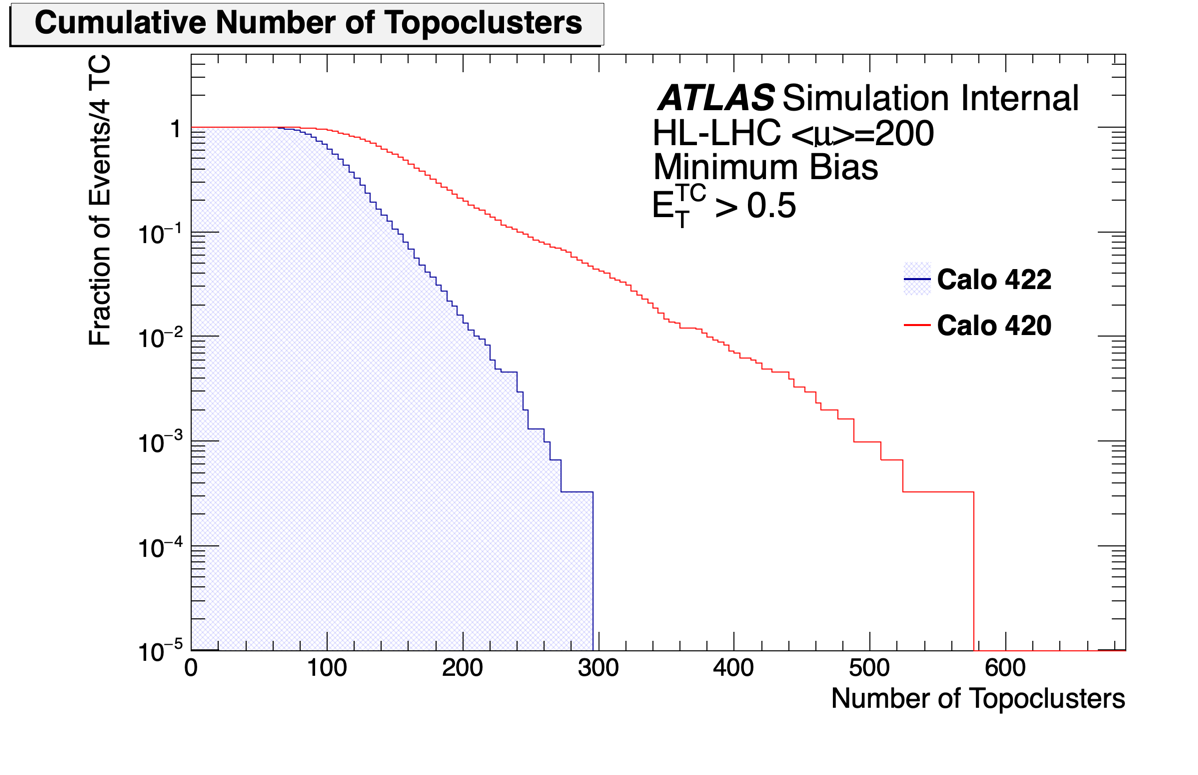 Cumulative Number of Topoclusters
Fraction of Events/4 TC
ATLAS Simulation Internal
HL-LHC <μ>=200
Minimum Bias
E_T^TC > 0.5
Calo 422
Calo 420
1
10⁻¹
10⁻²
10⁻³
10⁻⁴
10⁻⁵
0 100 200 300 400 500 600
Number of Topoclusters